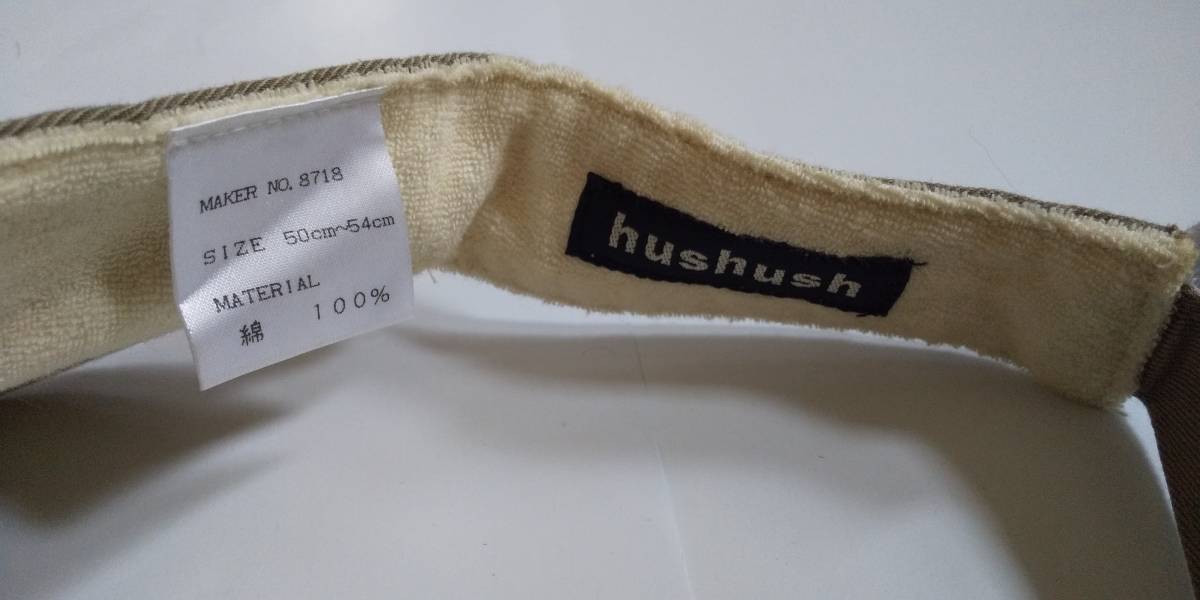 MAKER NO. 8718
SIZE 50cm~54cm
MATERIAL
綿 100%
hushush